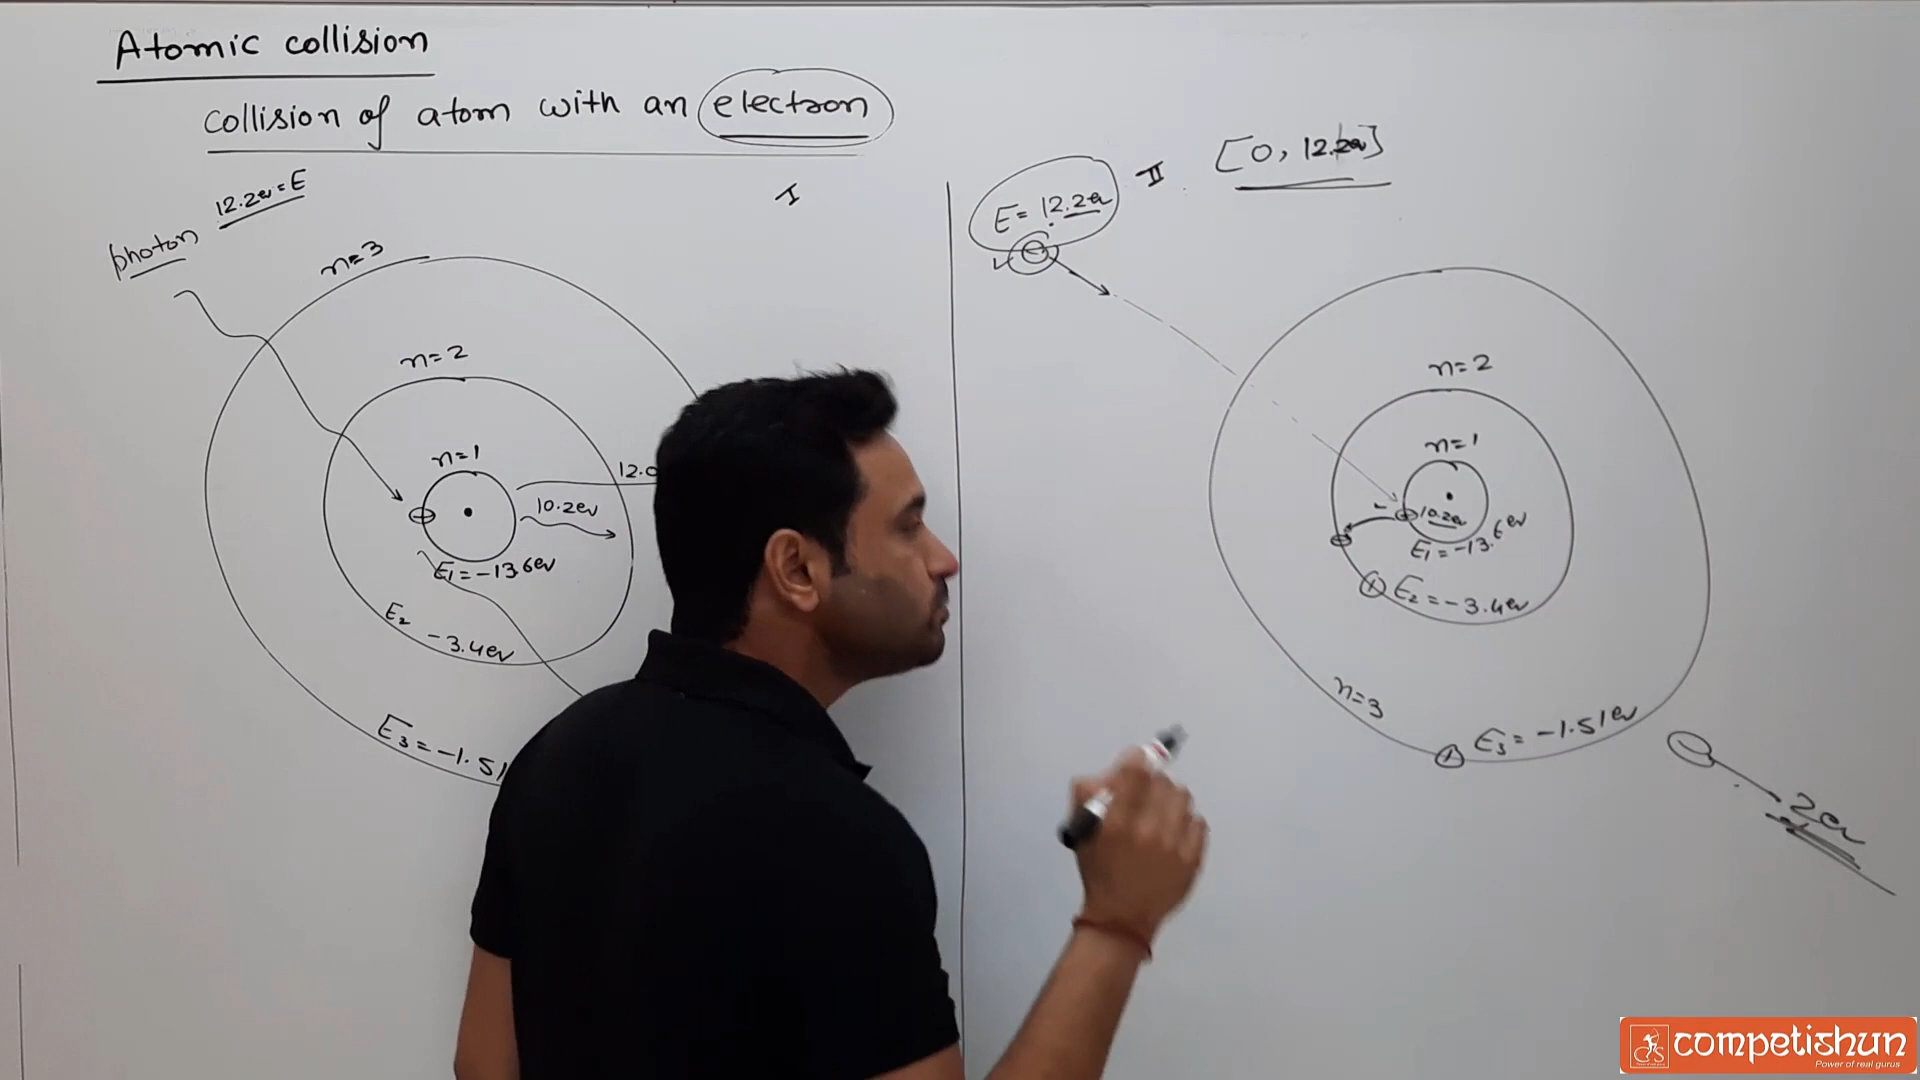 Atomic collision
collision of atom with an electron
12.2ev = E
photon
I
n=3
n=2
n=1
12.0
10.2ev
E1 = -13.6ev
E2 -3.4ev
E3 = -1.51
E = 12.2ev
II
[0, 12.2ev]
n=2
n=1
10.2ev
E1 = -13.6ev
E2 = -3.4ev
n=3
E3 = -1.51ev
2ev
competishun
Power of real gurus